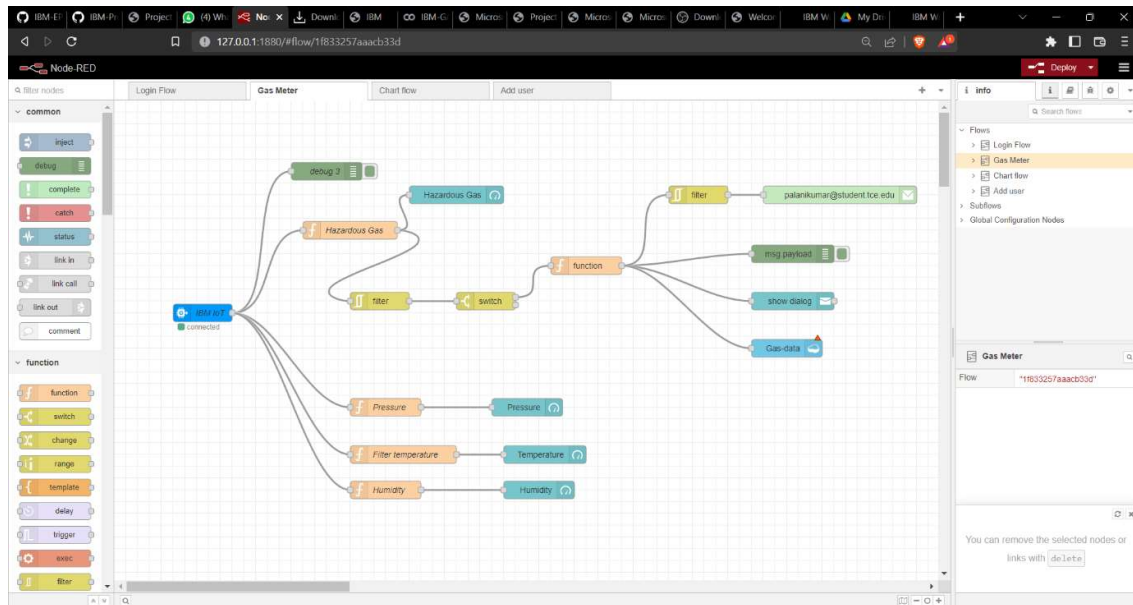 IBM-EF
IBM-Pr
Project
(4) Wh
No
Downl
IBM
IBM-G
Micros
Project
Micros
Micros
Downl
Welcor
IBM W
My Dri
IBM W
127.0.0.1:1880/#flow/1f833257aaacb33d
Node-RED
Deploy
filter nodes
Login Flow
Gas Meter
Chart flow
Add user
info
Search flows
common
inject
debug
complete
catch
status
link in
link call
link out
comment
function
function
switch
change
range
template
delay
trigger
exec
filter
debug 3
Hazardous Gas
Hazardous Gas
filter
palanikumar@student.tce.edu
msg.payload
function
filter
switch
show dialog
IBM IoT
connected
Gas-data
Pressure
Pressure
Filter temperature
Temperature
Humidity
Humidity
Flows
Login Flow
Gas Meter
Chart flow
Add user
Subflows
Global Configuration Nodes
Gas Meter
Flow "1f833257aaacb33d"
You can remove the selected nodes or
links with delete